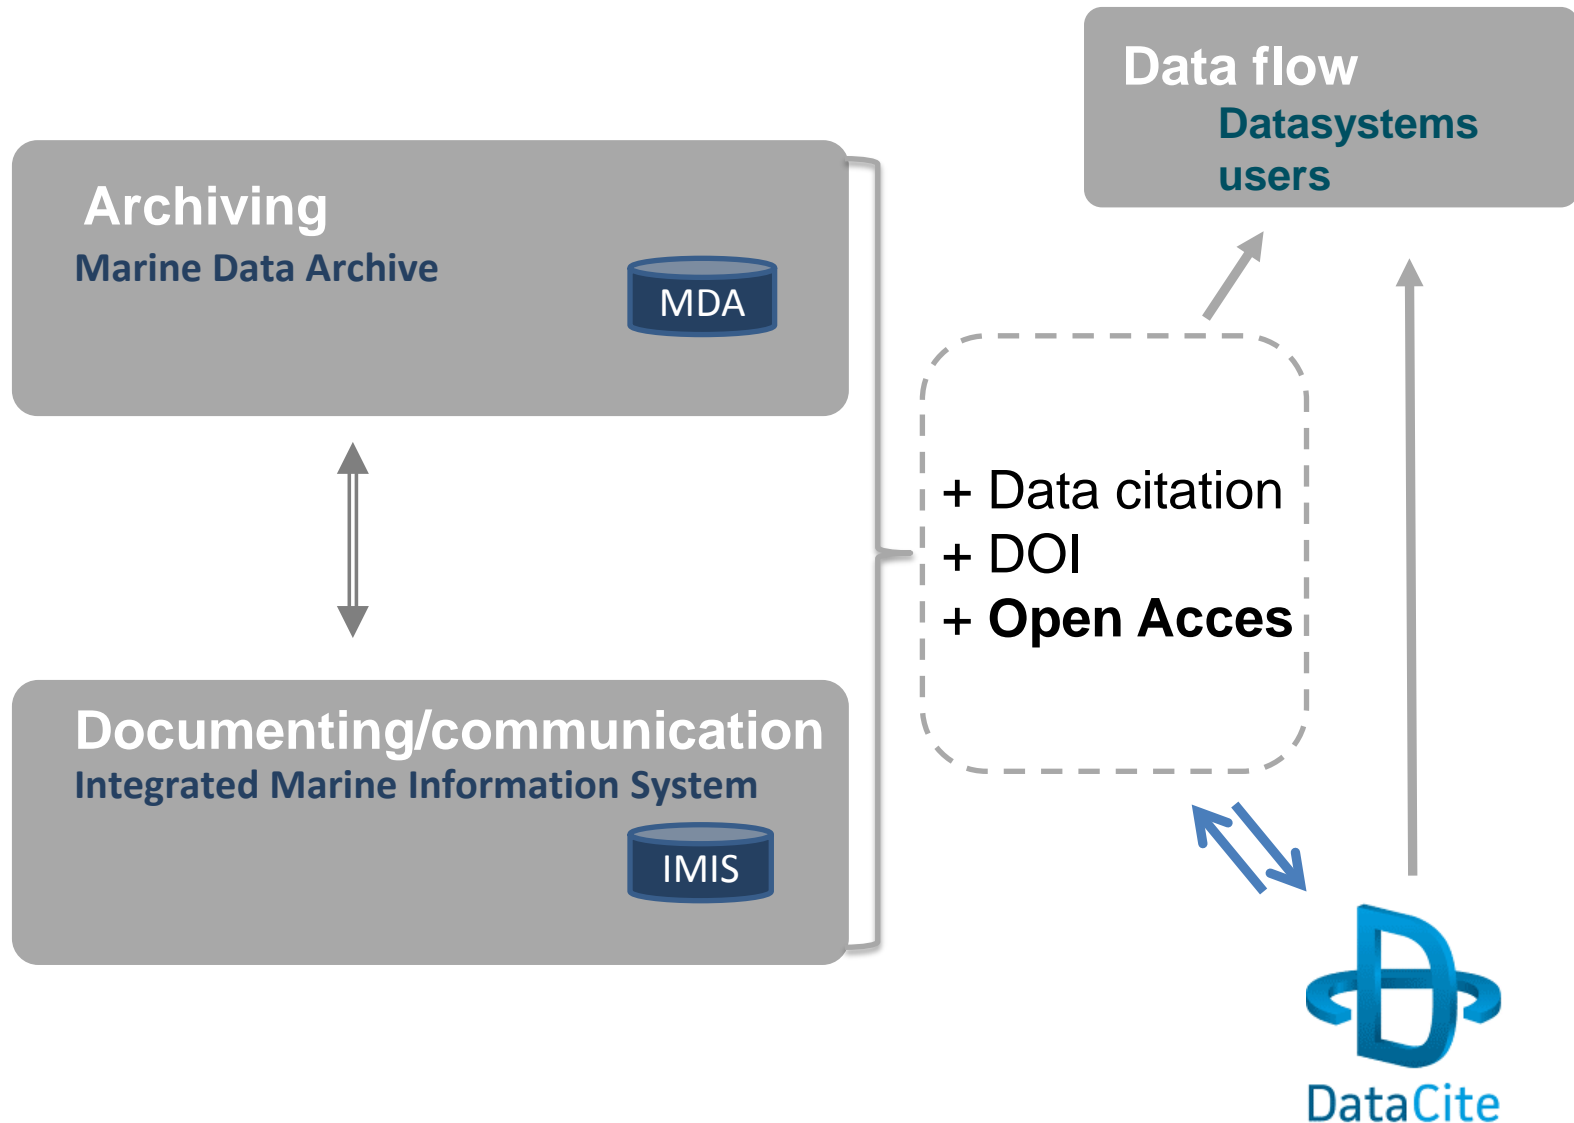 Data flow
Datasystems
users
Archiving
Marine Data Archive
MDA
+ Data citation
+ DOI
+ Open Acces
Documenting/communication
Integrated Marine Information System
IMIS
DataCite